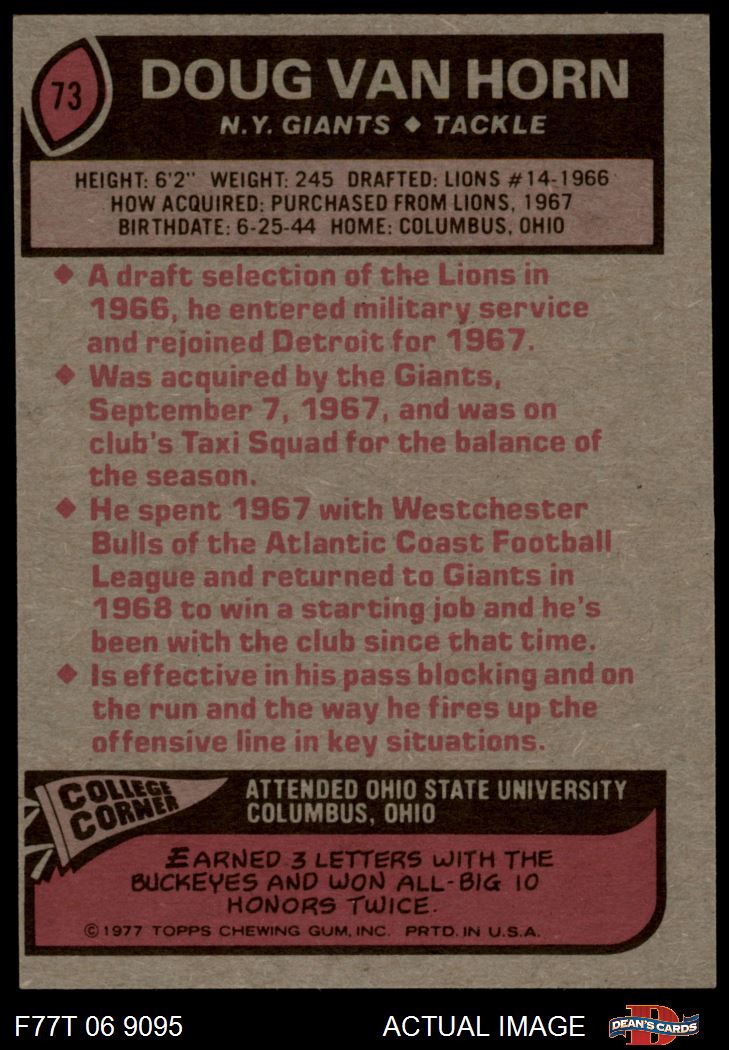 73
DOUG VAN HORN
N.Y. GIANTS ◆ TACKLE
HEIGHT: 6'2" WEIGHT: 245 DRAFTED: LIONS #14-1966
HOW ACQUIRED: PURCHASED FROM LIONS, 1967
BIRTHDATE: 6-25-44 HOME: COLUMBUS, OHIO
◆ A draft selection of the Lions in
1966, he entered military service
and rejoined Detroit for 1967.
◆ Was acquired by the Giants,
September 7, 1967, and was on
club's Taxi Squad for the balance of
the season.
◆ He spent 1967 with Westchester
Bulls of the Atlantic Coast Football
League and returned to Giants in
1968 to win a starting job and he's
been with the club since that time.
◆ Is effective in his pass blocking and on
the run and the way he fires up the
offensive line in key situations.
COLLEGE
CORNER
ATTENDED OHIO STATE UNIVERSITY
COLUMBUS, OHIO
EARNED 3 LETTERS WITH THE
BUCKEYES AND WON ALL-BIG 10
HONORS TWICE.
©1977 TOPPS CHEWING GUM, INC. PRTD. IN U.S.A.
F77T 06 9095
ACTUAL IMAGE
D
DEAN'S CARDS